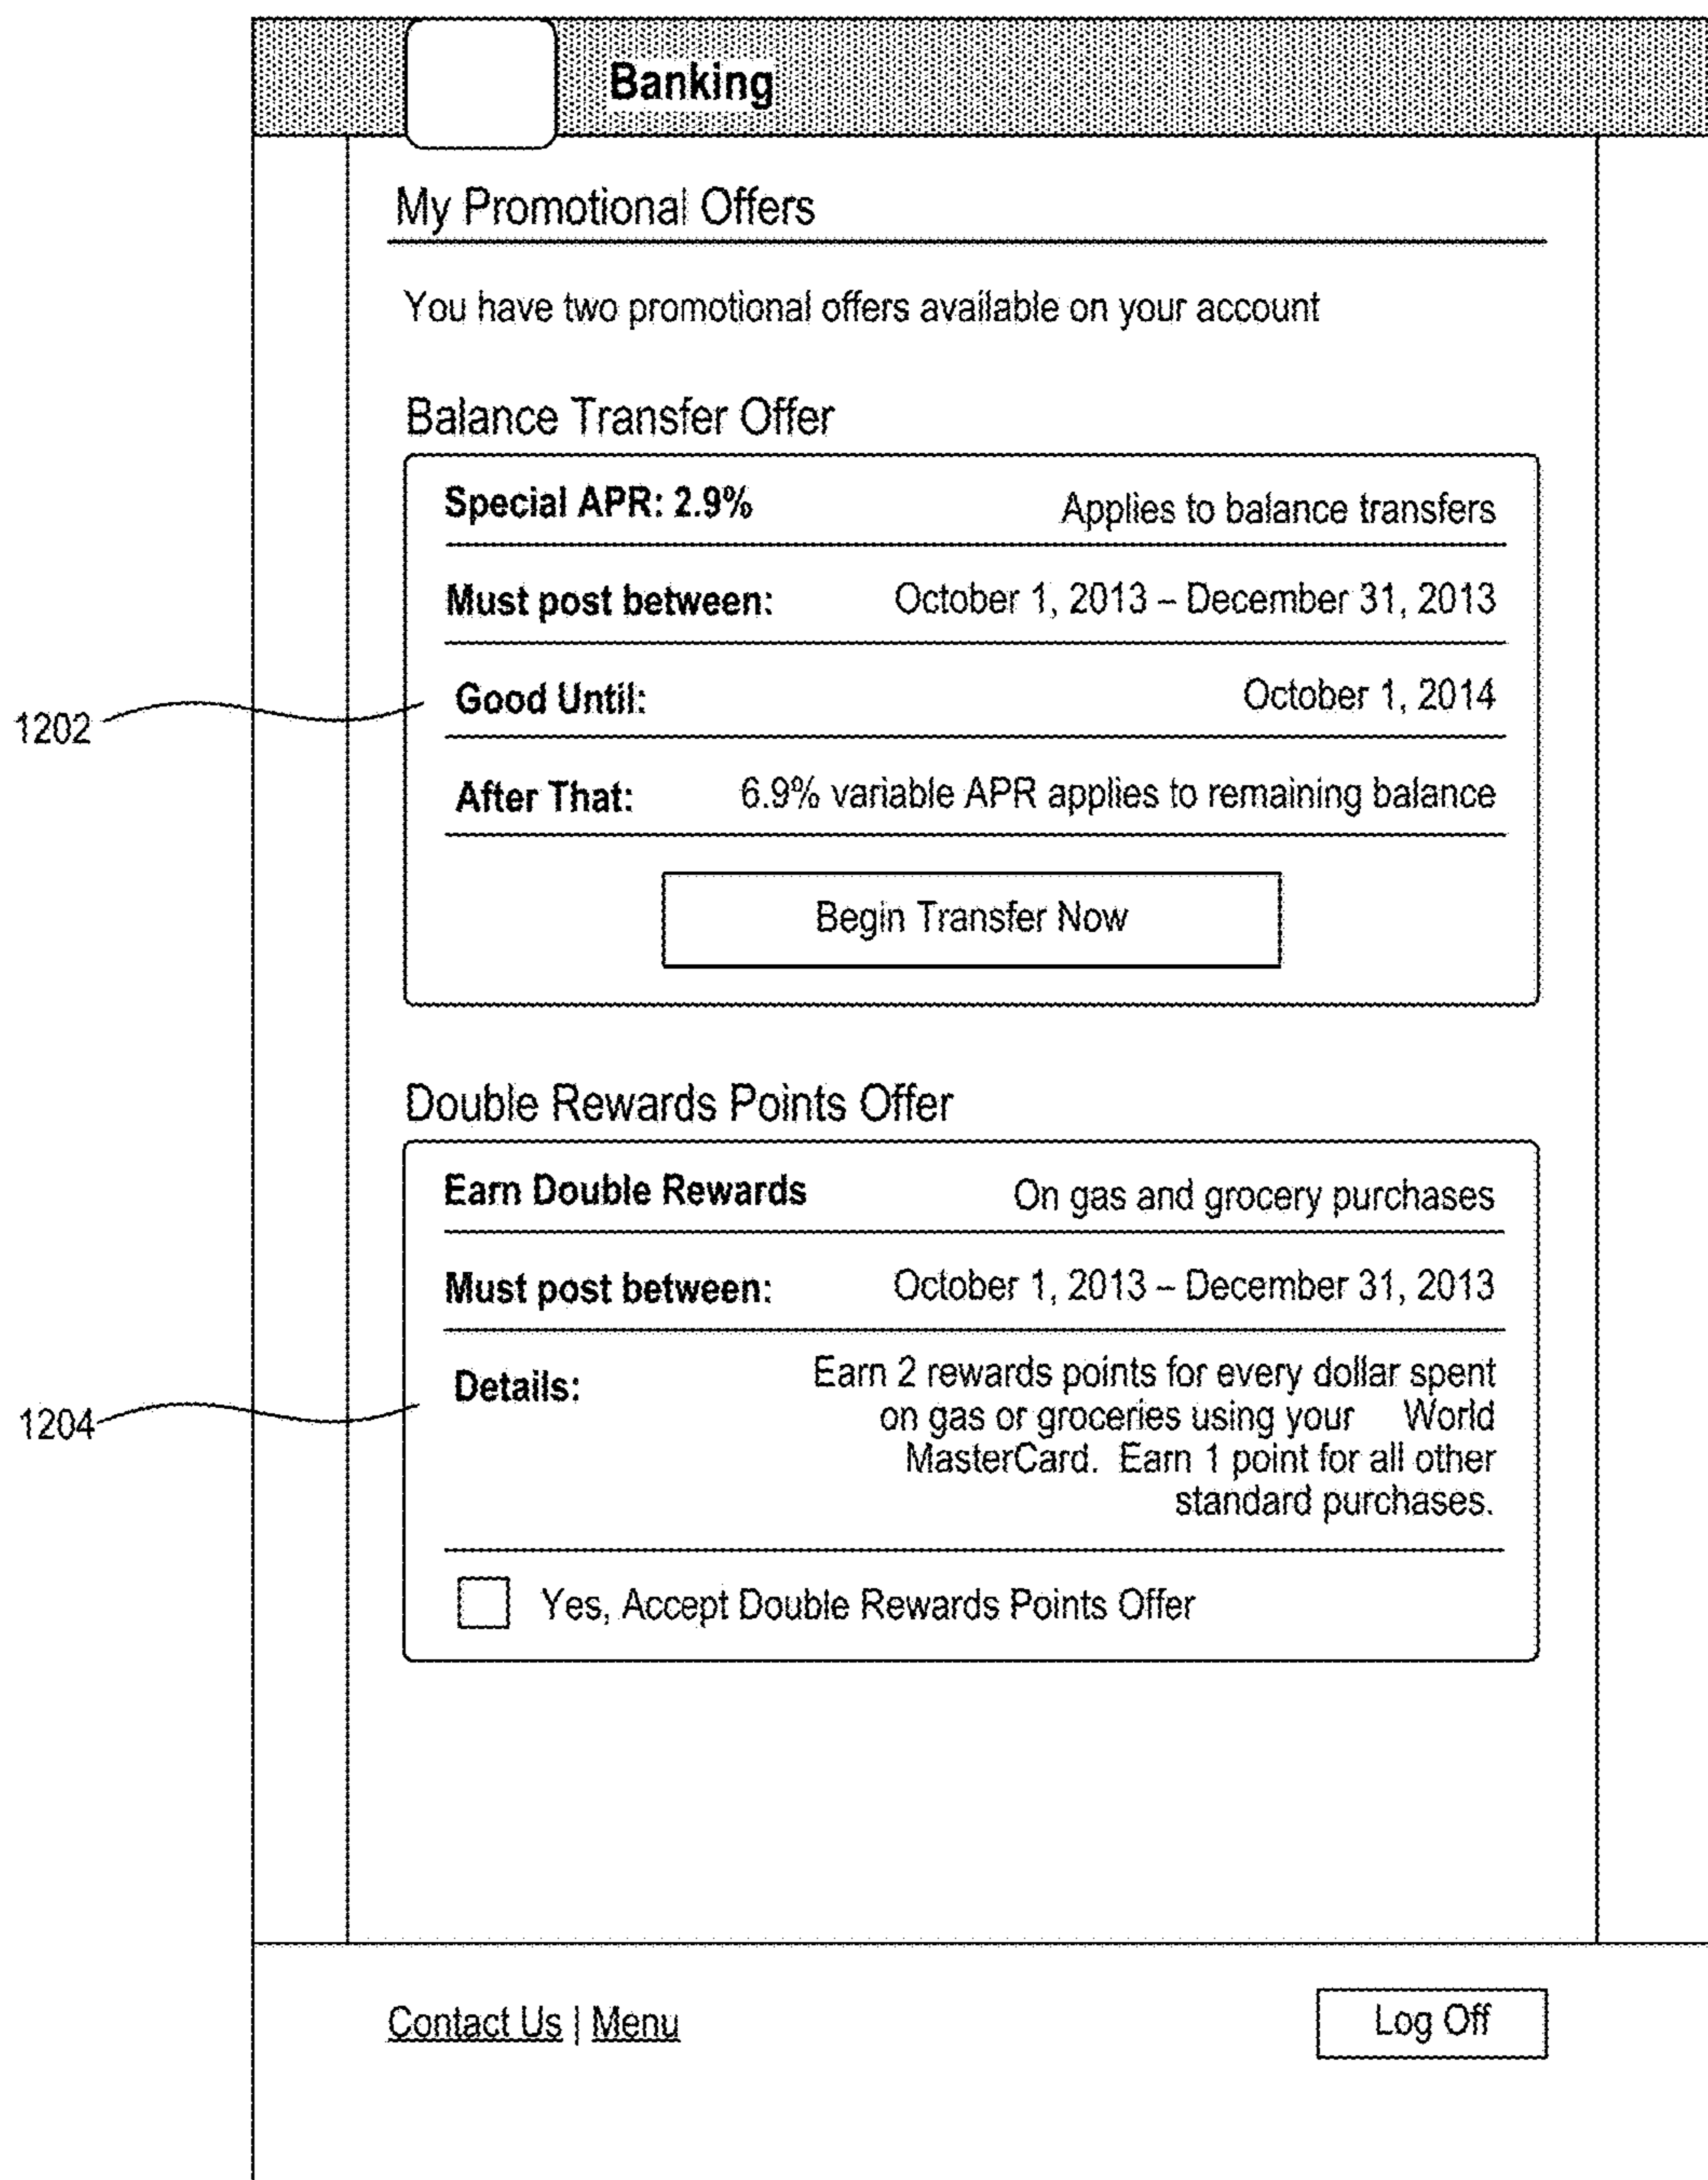 Banking
My Promotional Offers
You have two promotional offers available on your account
Balance Transfer Offer
Special APR: 2.9% Applies to balance transfers
Must post between: October 1, 2013 – December 31, 2013
1202
Good Until: October 1, 2014
After That: 6.9% variable APR applies to remaining balance
Begin Transfer Now
Double Rewards Points Offer
Earn Double Rewards On gas and grocery purchases
Must post between: October 1, 2013 – December 31, 2013
1204
Details: Earn 2 rewards points for every dollar spent
on gas or groceries using your World
MasterCard. Earn 1 point for all other
standard purchases.
Yes, Accept Double Rewards Points Offer
Contact Us | Menu Log Off